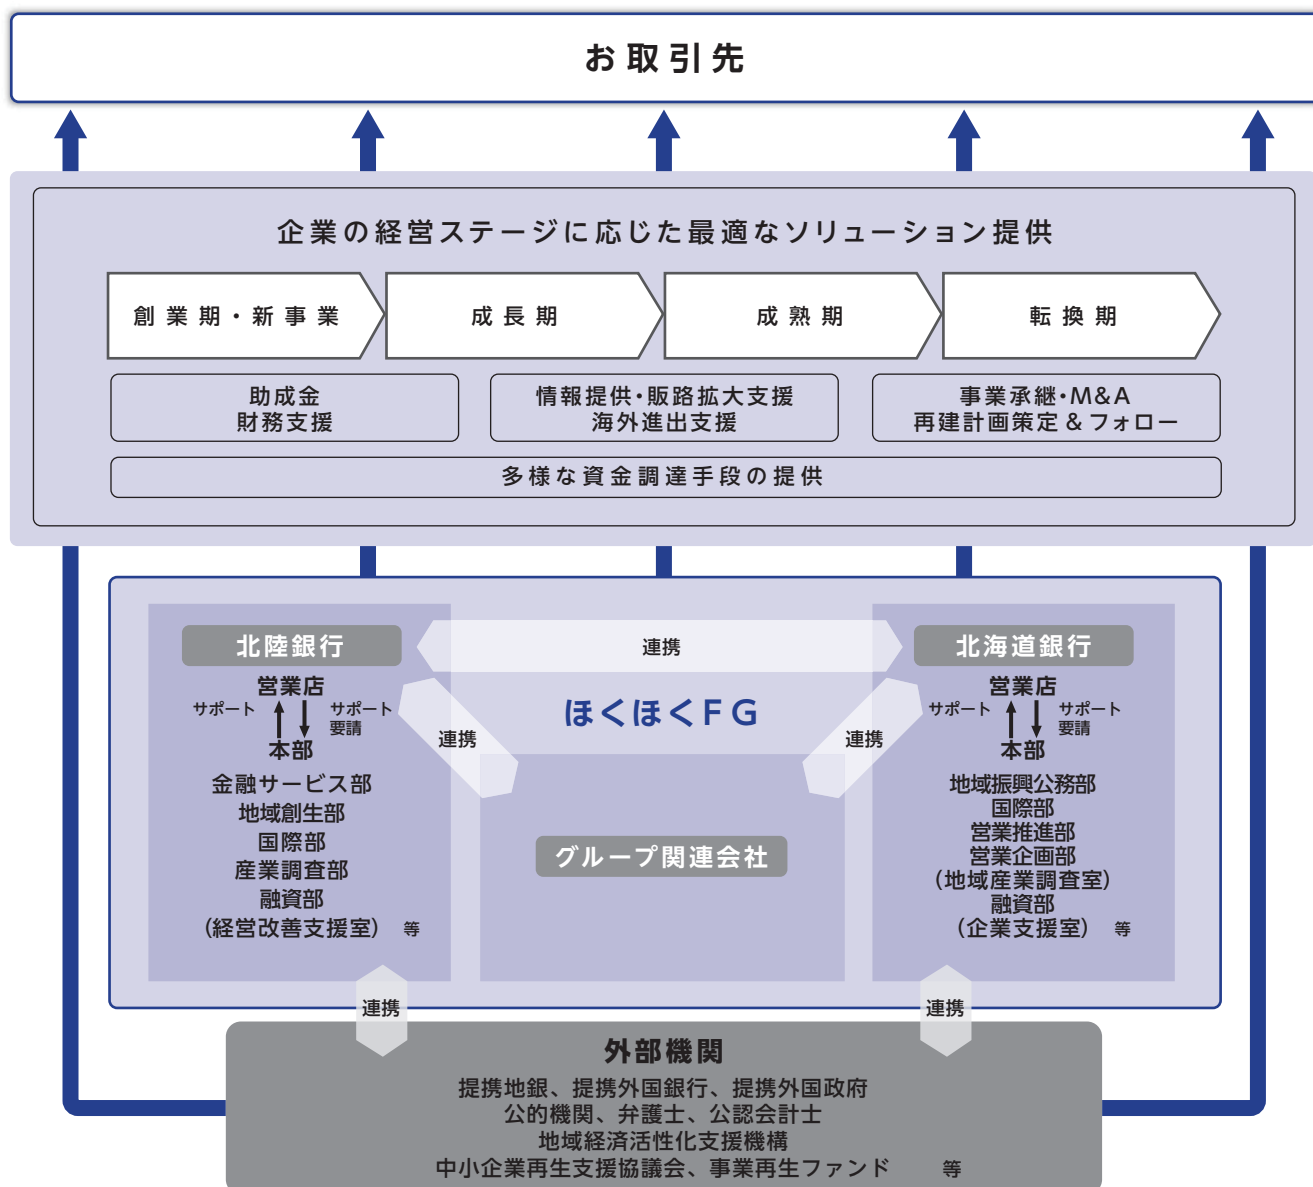 お取引先
企業の経営ステージに応じた最適なソリューション提供
創業期・新事業
成長期
成熟期
転換期
助成金
財務支援
情報提供・販路拡大支援
海外進出支援
事業承継・M&A
再建計画策定＆フォロー
多様な資金調達手段の提供
北陸銀行
営業店
サポート
サポート
要請
本部
金融サービス部
地域創生部
国際部
産業調査部
融資部
（経営改善支援室） 等
連携
ほくほくＦＧ
連携
連携
グループ関連会社
北海道銀行
営業店
サポート
サポート
要請
本部
地域振興公務部
国際部
営業推進部
営業企画部
（地域産業調査室）
融資部
（企業支援室） 等
連携
連携
外部機関
提携地銀、提携外国銀行、提携外国政府
公的機関、弁護士、公認会計士
地域経済活性化支援機構
中小企業再生支援協議会、事業再生ファンド 等